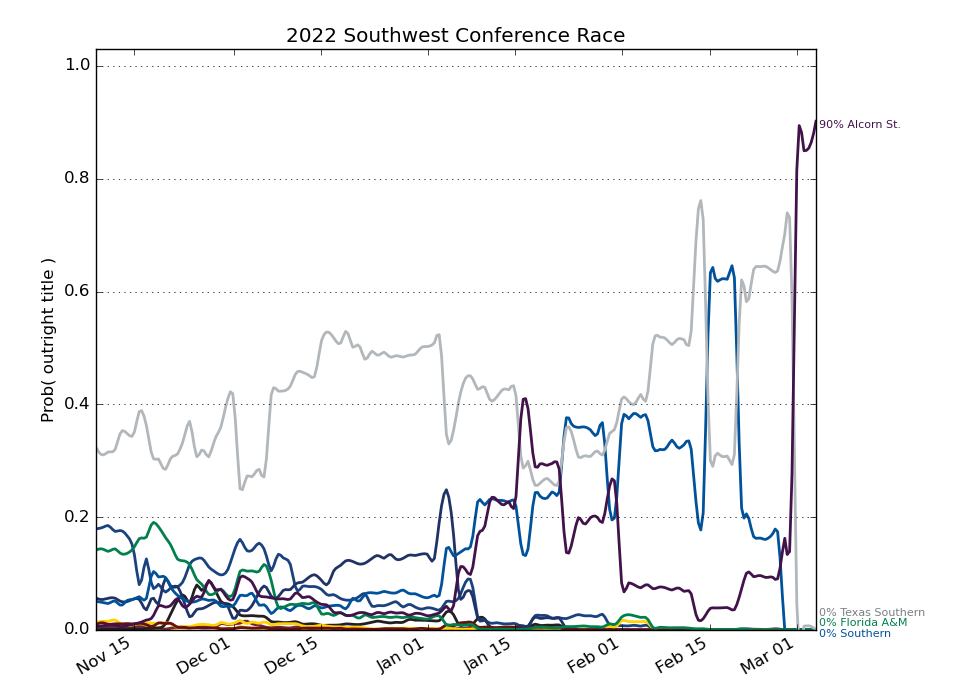 2022 Southwest Conference Race
1.0
0.8
0.6
0.4
0.2
0.0
Prob( outright title )
90% Alcorn St.
0% Texas Southern
0% Florida A&M
0% Southern
Nov 15
Dec 01
Dec 15
Jan 01
Jan 15
Feb 01
Feb 15
Mar 01